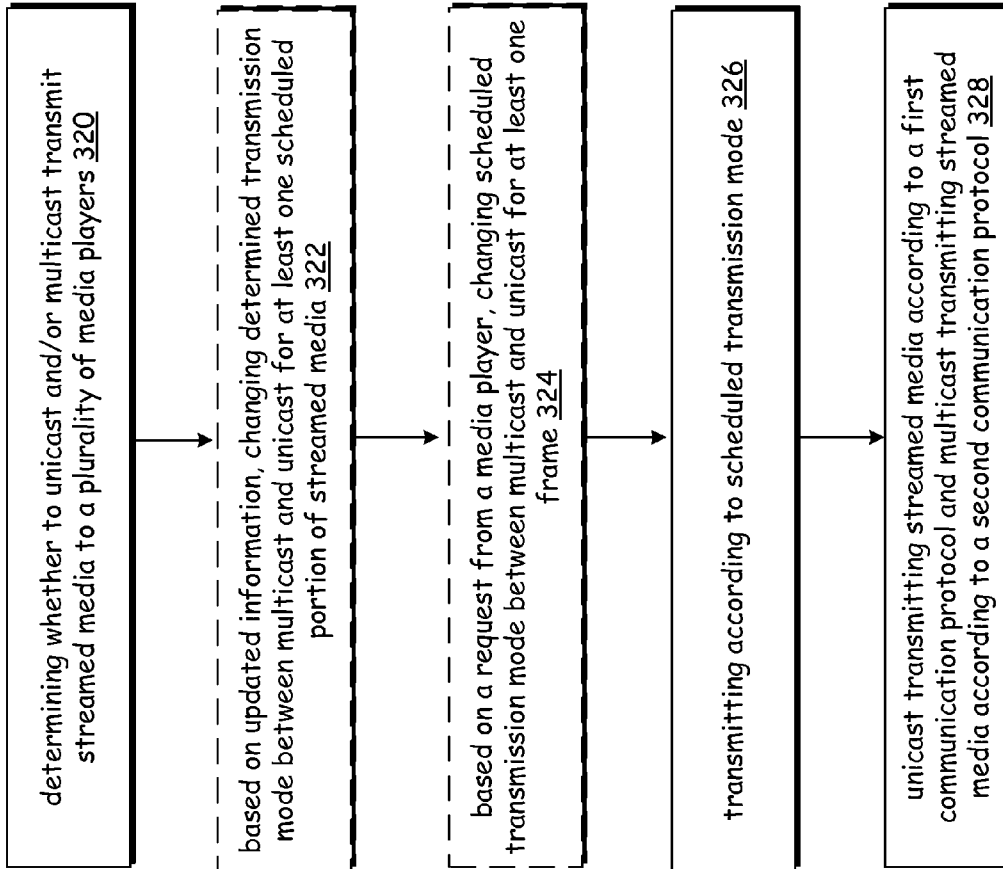 determining whether to unicast and/or multicast transmit
streamed media to a plurality of media players 320
based on updated information, changing determined transmission
mode between multicast and unicast for at least one scheduled
portion of streamed media 322
based on a request from a media player, changing scheduled
transmission mode between multicast and unicast for at least one
frame 324
transmitting according to scheduled transmission mode 326
unicast transmitting streamed media according to a first
communication protocol and multicast transmitting streamed
media according to a second communication protocol 328